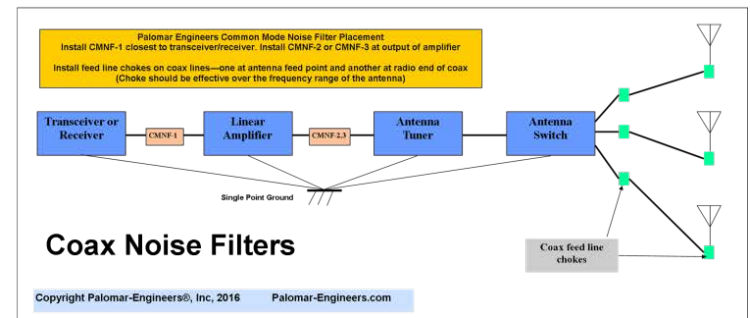 Palomar Engineers Common Mode Noise Filter Placement
Install CMNF-1 closest to transceiver/receiver. Install CMNF-2 or CMNF-3 at output of amplifier
Install feed line chokes on coax lines—one at antenna feed point and another at radio end of coax
(Choke should be effective over the frequency range of the antenna)
Transceiver or
Receiver
CMNF-1
Linear
Amplifier
CMNF-2,3
Antenna
Tuner
Antenna
Switch
Single Point Ground
Coax Noise Filters
Coax feed line
chokes
Copyright Palomar-Engineers®, Inc, 2016 Palomar-Engineers.com